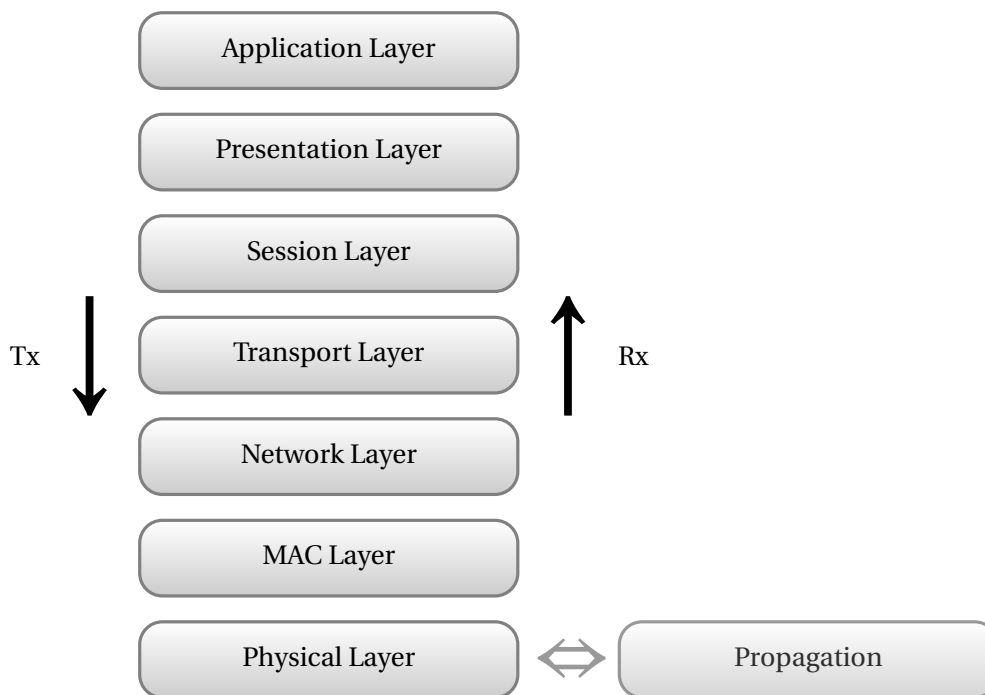 Application Layer
Presentation Layer
Session Layer
Tx
Transport Layer
Rx
Network Layer
MAC Layer
Physical Layer
Propagation